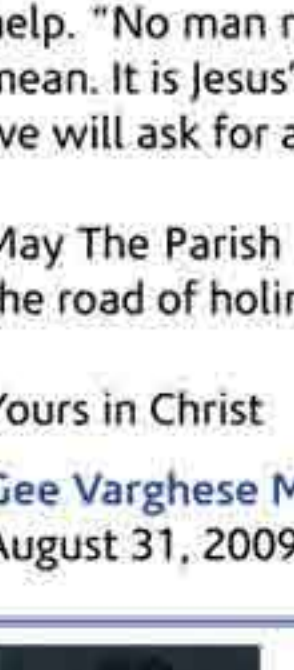 help. "No man
mean. It is Jesus'
we will ask for a
May The Parish
the road of
Yours in Christ
Gee Varghese
August 31, 2009